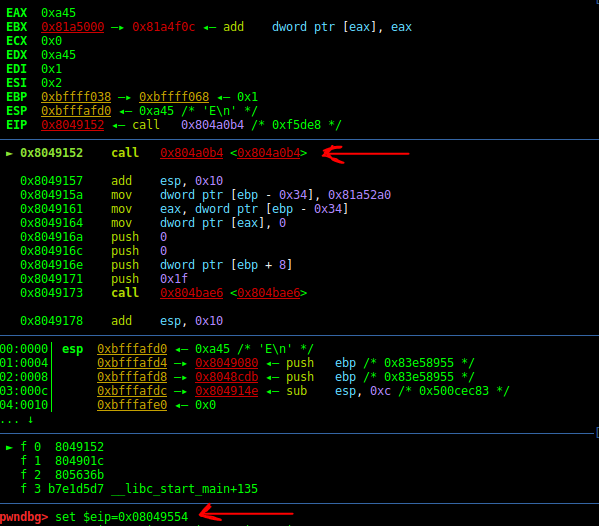 EAX 0xa45
EBX 0x81a5000 —▸ 0x81a4f0c ◂— add dword ptr [eax], eax
ECX 0x0
EDX 0xa45
EDI 0x1
ESI 0x2
EBP 0xbffff038 —▸ 0xbffff068 ◂— 0x1
ESP 0xbfffafd0 ◂— 0xa45 /* 'E\n' */
EIP 0x8049152 ◂— call 0x804a0b4 /* 0xf5de8 */
► 0x8049152 call 0x804a0b4 <0x804a0b4>
0x8049157 add esp, 0x10
0x804915a mov dword ptr [ebp - 0x34], 0x81a52a0
0x8049161 mov eax, dword ptr [ebp - 0x34]
0x8049164 mov dword ptr [eax], 0
0x804916a push 0
0x804916c push 0
0x804916e push dword ptr [ebp + 8]
0x8049171 push 0x1f
0x8049173 call 0x804bae6 <0x804bae6>
0x8049178 add esp, 0x10
00:0000│ esp 0xbfffafd0 ◂— 0xa45 /* 'E\n' */
01:0004│ 0xbfffafd4 —▸ 0x8049080 ◂— push ebp /* 0x83e58955 */
02:0008│ 0xbfffafd8 —▸ 0x8048cdb ◂— push ebp /* 0x83e58955 */
03:000c│ 0xbfffafdc —▸ 0x804914e ◂— sub esp, 0xc /* 0x500cec83 */
04:0010│ 0xbfffafe0 ◂— 0x0
... ↓
► f 0 8049152
f 1 804901c
f 2 805636b
f 3 b7e1d5d7 __libc_start_main+135
pwndbg> set $eip=0x08049554